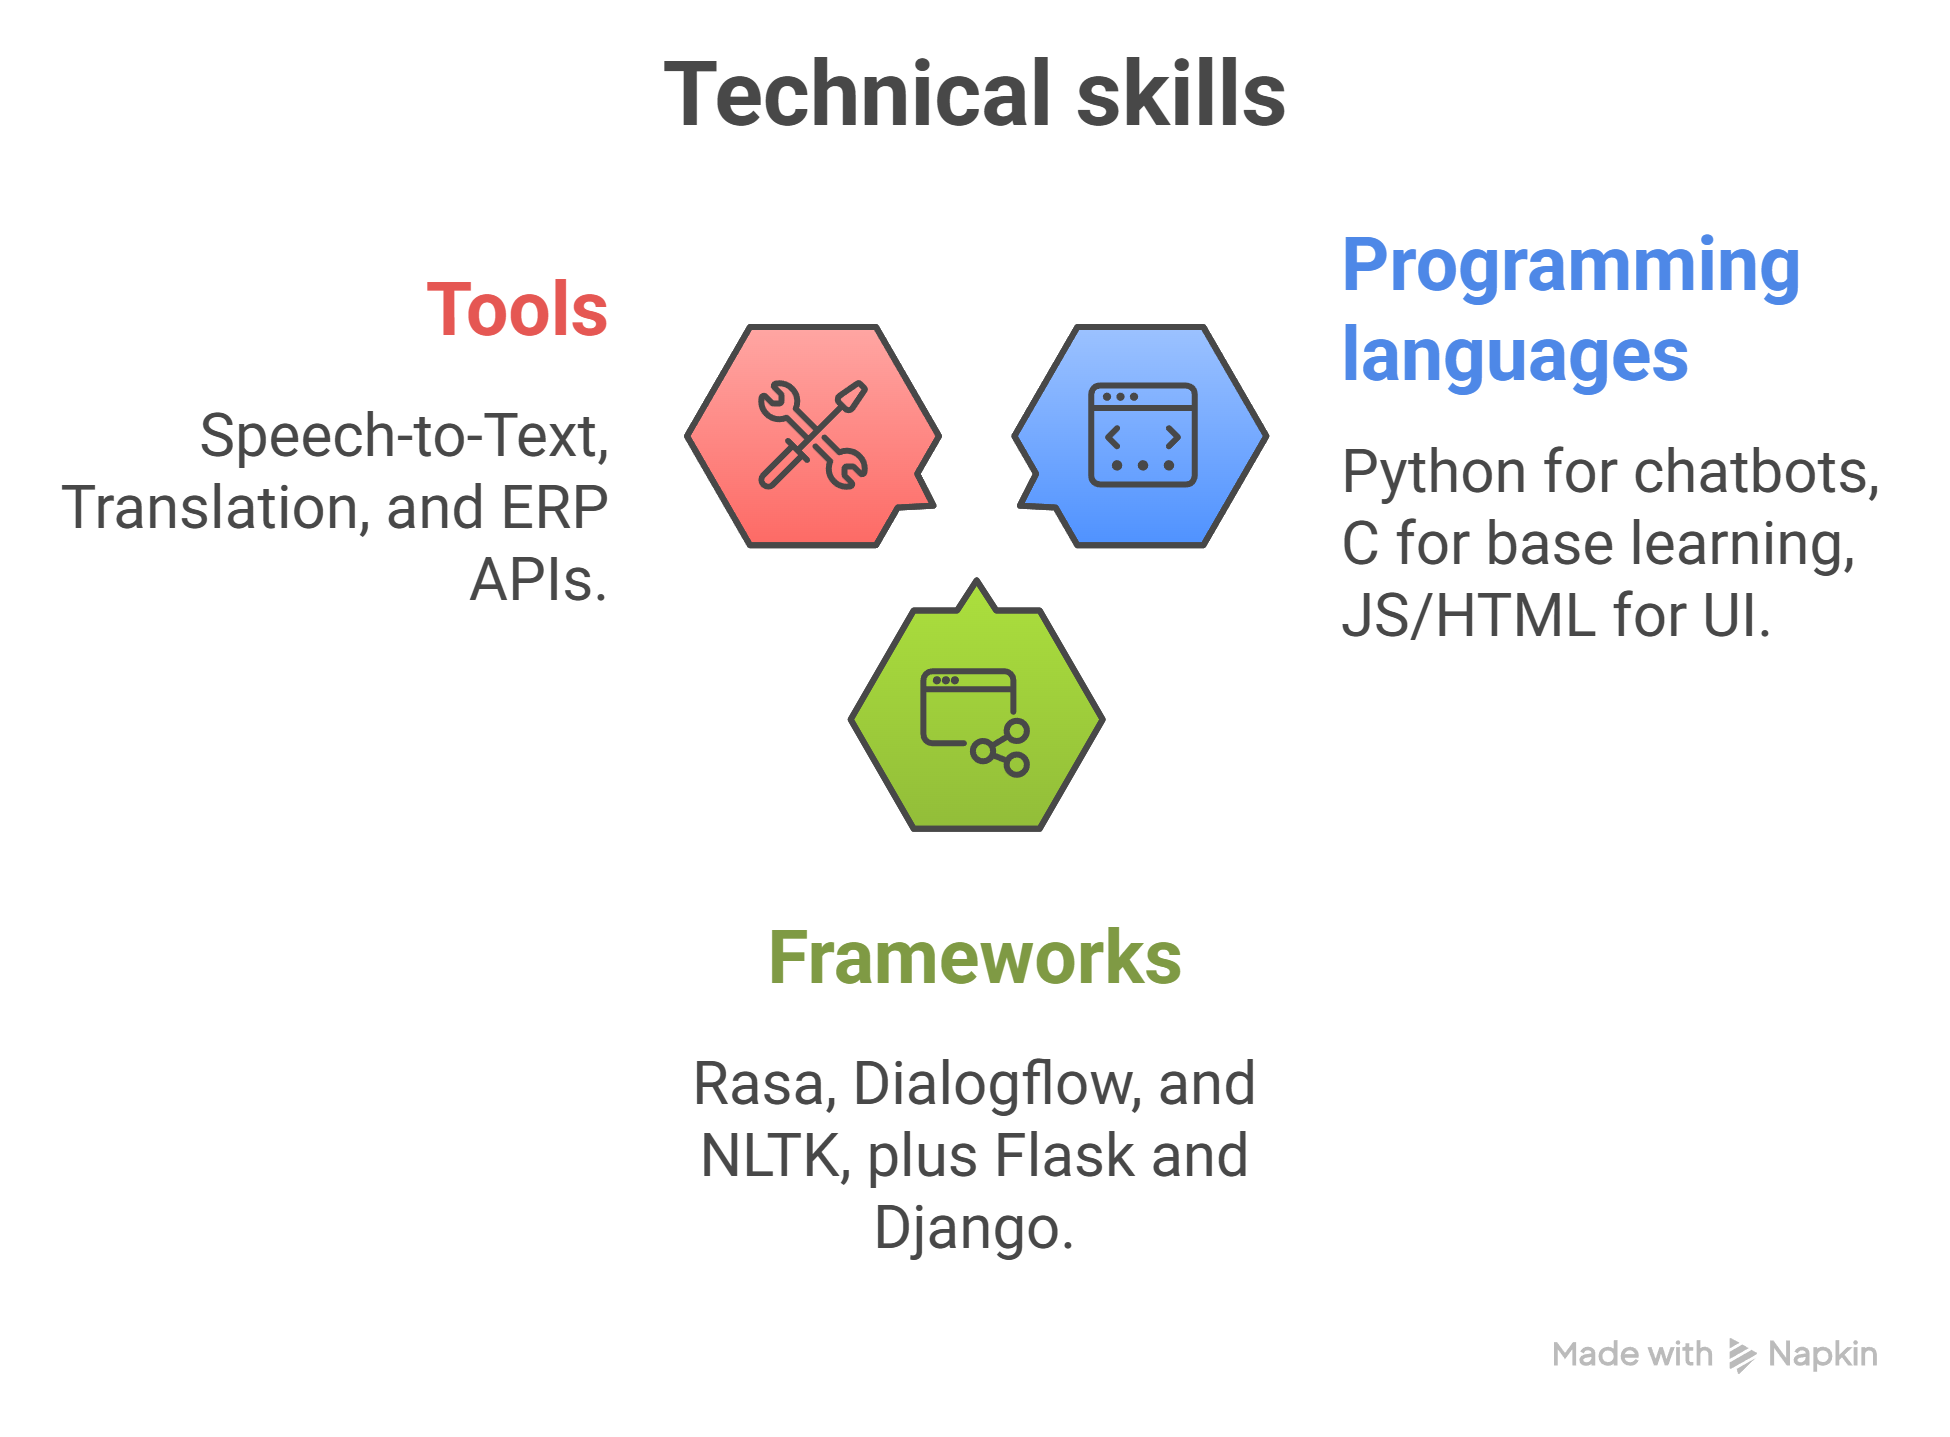 Technical skills
Tools
Speech-to-Text,
Translation, and ERP
APIs.
Programming
languages
Python for chatbots,
C for base learning,
JS/HTML for UI.
Frameworks
Rasa, Dialogflow, and
NLTK, plus Flask and
Django.
Made with Napkin